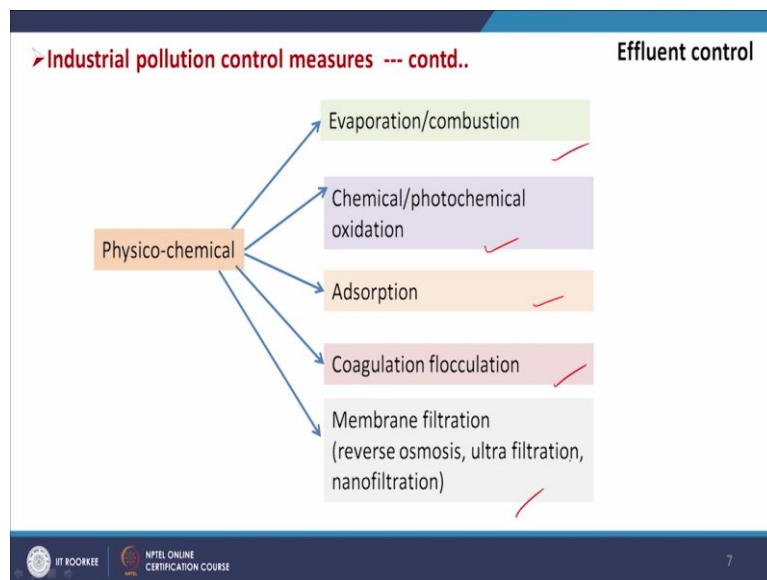 ➢Industrial pollution control measures --- contd..
Effluent control
Evaporation/combustion
Chemical/photochemical
oxidation
Physico-chemical
Adsorption
Coagulation flocculation
Membrane filtration
(reverse osmosis, ultra filtration,
nanofiltration)
IIT ROORKEE
NPTEL ONLINE
CERTIFICATION COURSE
7